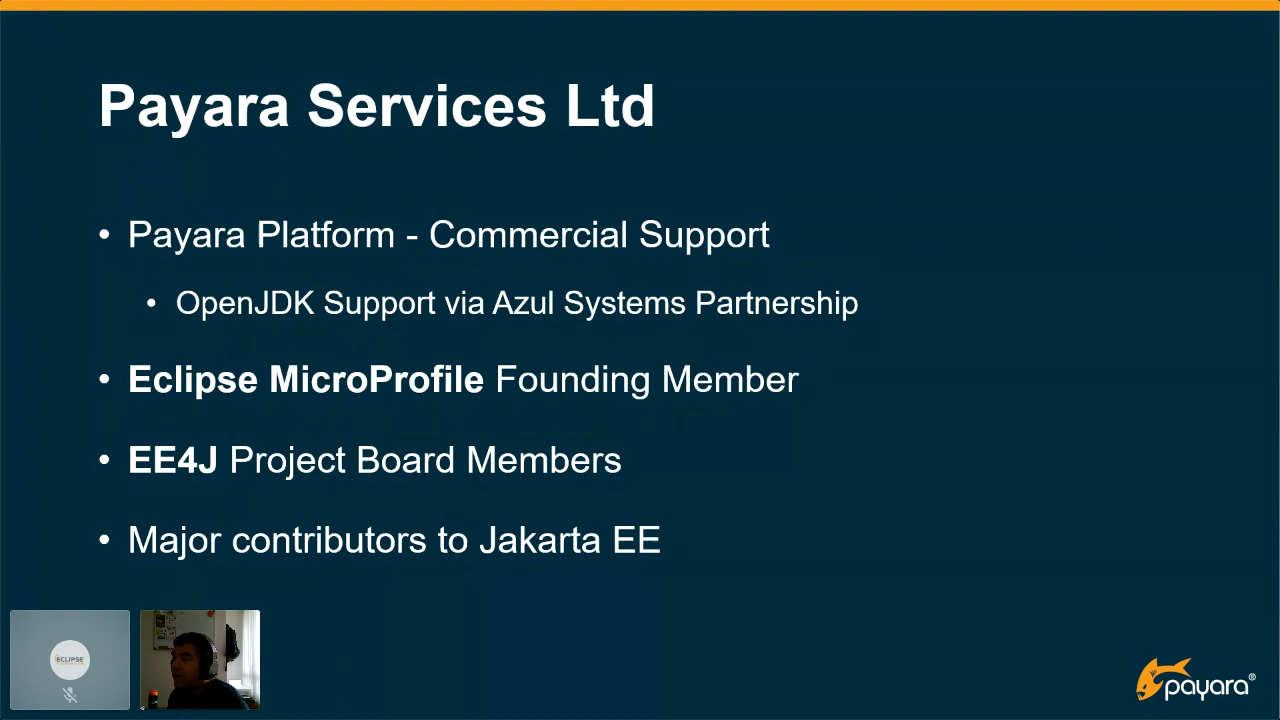 Payara Services Ltd
• Payara Platform - Commercial Support
• OpenJDK Support via Azul Systems Partnership
• Eclipse MicroProfile Founding Member
• EE4J Project Board Members
• Major contributors to Jakarta EE
ECLIPSE
payara®